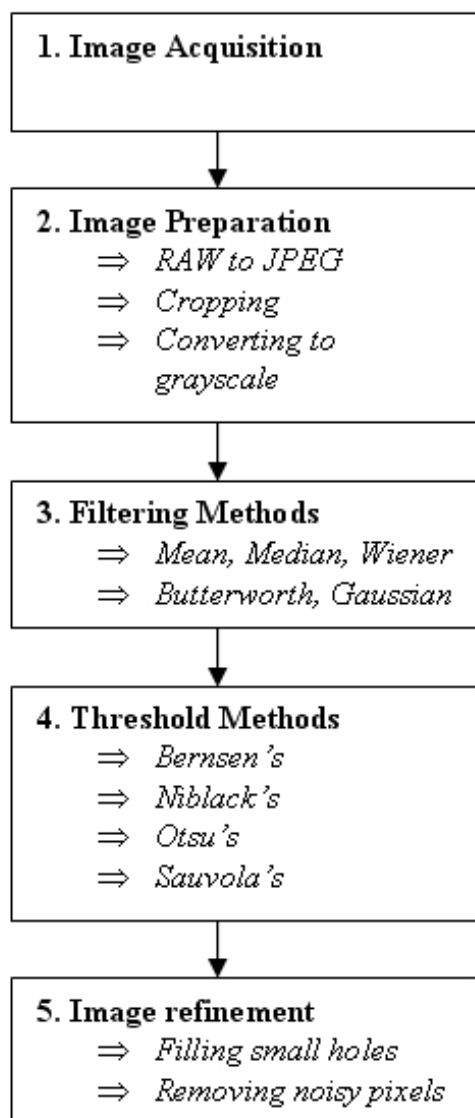 1. Image Acquisition
2. Image Preparation
⇒ RAW to JPEG
⇒ Cropping
⇒ Converting to
grayscale
3. Filtering Methods
⇒ Mean, Median, Wiener
⇒ Butterworth, Gaussian
4. Threshold Methods
⇒ Bernsen's
⇒ Niblack's
⇒ Otsu's
⇒ Sauvola's
5. Image refinement
⇒ Filling small holes
⇒ Removing noisy pixels